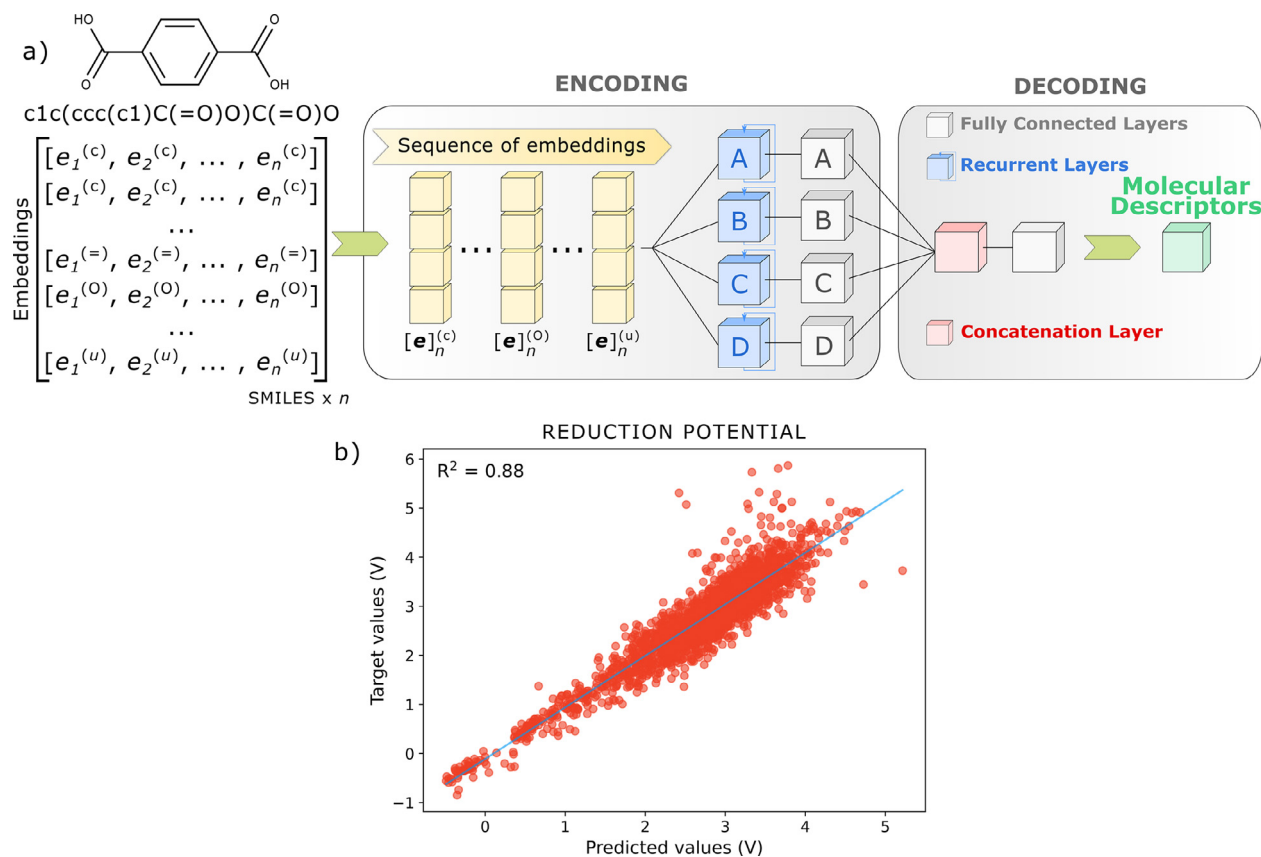 a)
HO
O
O
OH
c1c(ccc(c1)C(=O)O)C(=O)O
Embeddings
[e₁⁽ᶜ⁾, e₂⁽ᶜ⁾, ... , eₙ⁽ᶜ⁾]
[e₁⁽ᶜ⁾, e₂⁽ᶜ⁾, ... , eₙ⁽ᶜ⁾]
...
[e₁⁽⁼⁾, e₂⁽⁼⁾, ... , eₙ⁽⁼⁾]
[e₁⁽ᴼ⁾, e₂⁽ᴼ⁾, ... , eₙ⁽ᴼ⁾]
...
[e₁⁽ᵘ⁾, e₂⁽ᵘ⁾, ... , eₙ⁽ᵘ⁾]
SMILES x n
ENCODING
Sequence of embeddings
... ...
[e]ₙ⁽ᶜ⁾ [e]ₙ⁽ᴼ⁾ [e]ₙ⁽ᵘ⁾
A A
B B
C C
D D
DECODING
Fully Connected Layers
Recurrent Layers
Molecular
Descriptors
Concatenation Layer
b)
REDUCTION POTENTIAL
R² = 0.88
Target values (V)
6
5
4
3
2
1
0
−1
0 1 2 3 4 5
Predicted values (V)